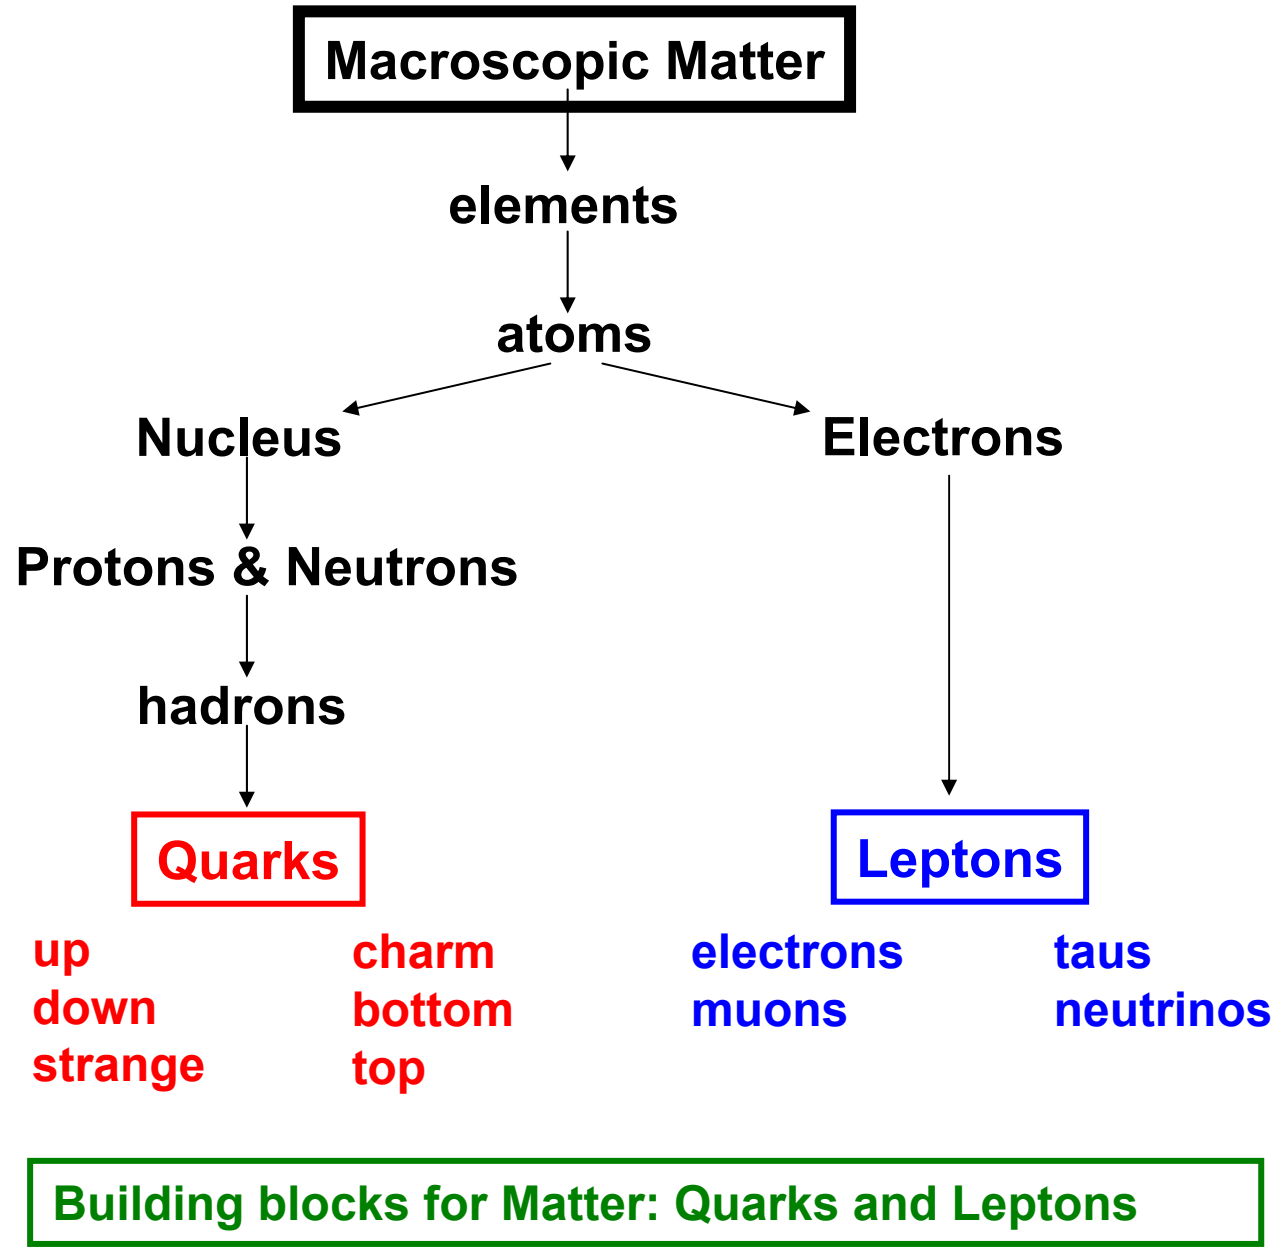 Macroscopic Matter
elements
atoms
Nucleus
Electrons
Protons & Neutrons
hadrons
Quarks
Leptons
up
down
strange
charm
bottom
top
electrons
muons
taus
neutrinos
Building blocks for Matter: Quarks and Leptons